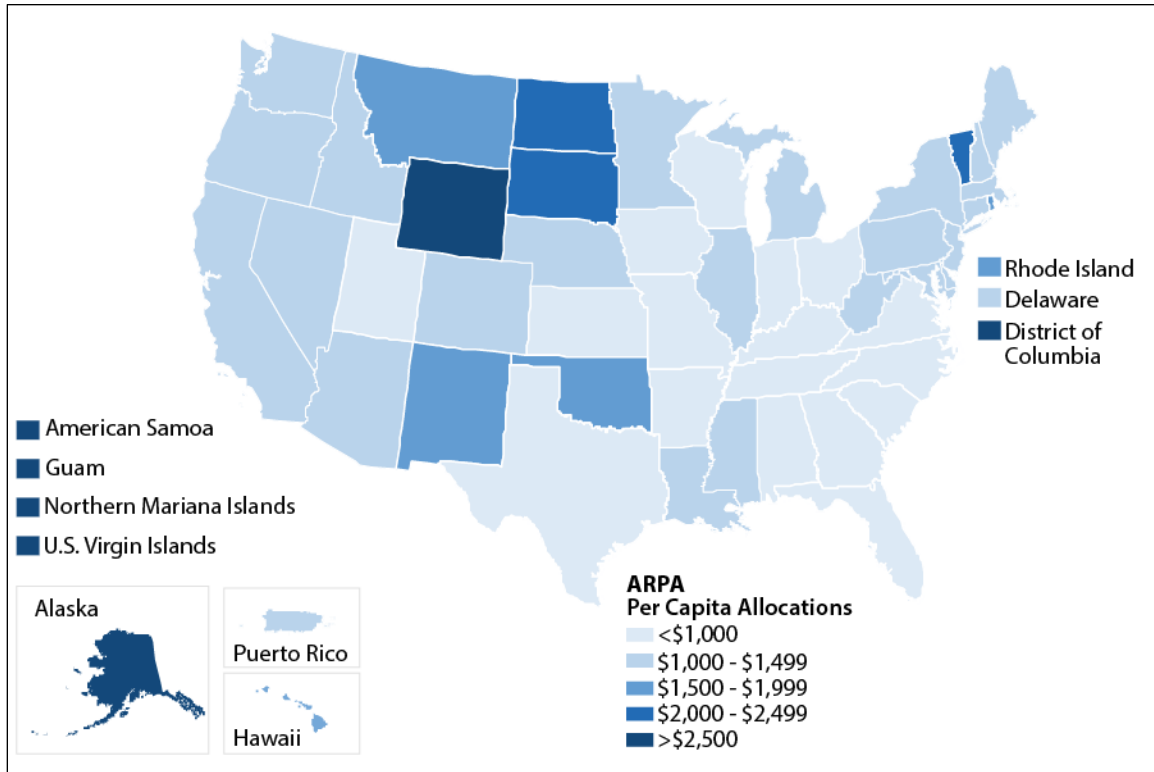 Rhode Island
Delaware
District of
Columbia
American Samoa
Guam
Northern Mariana Islands
U.S. Virgin Islands
Alaska
Puerto Rico
Hawaii
ARPA
Per Capita Allocations
<$1,000
$1,000 - $1,499
$1,500 - $1,999
$2,000 - $2,499
>$2,500